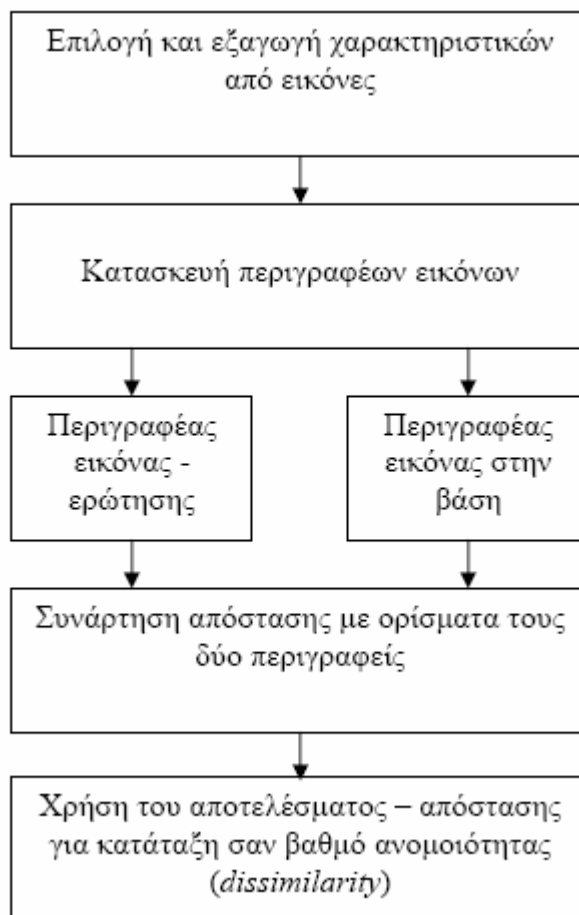 Επιλογή και εξαγωγή χαρακτηριστικών
από εικόνες
Κατασκευή περιγραφέων εικόνων
Περιγραφέας
εικόνας -
ερώτησης
Περιγραφέας
εικόνας στην
βάση
Συνάρτηση απόστασης με ορίσματα τους
δύο περιγραφείς
Χρήση του αποτελέσματος – απόστασης
για κατάταξη σαν βαθμό ανομοιότητας
(dissimilarity)